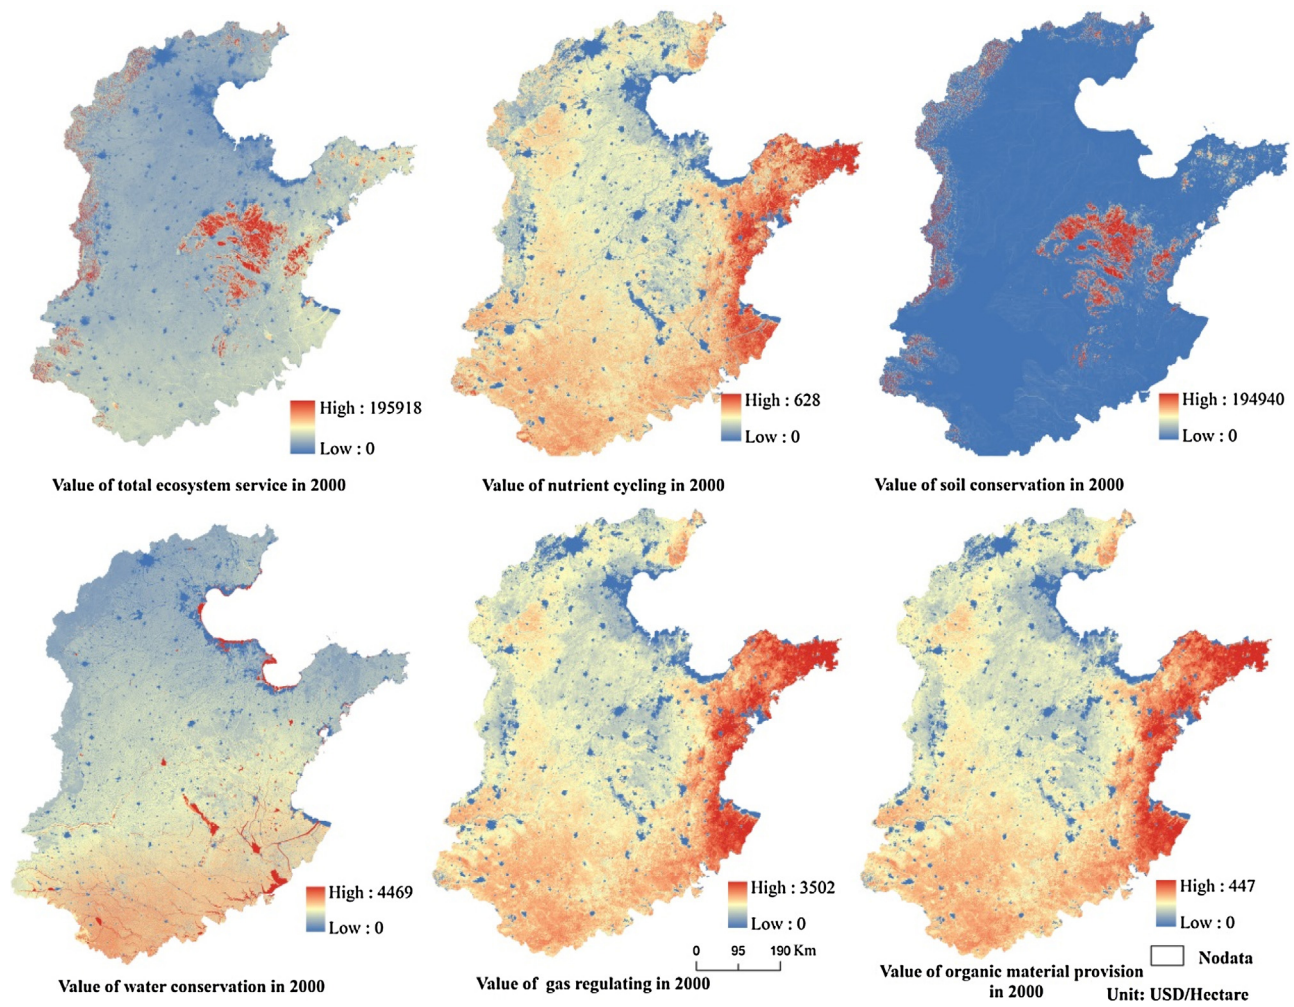 High : 195918
Low : 0
Value of total ecosystem service in 2000
High : 628
Low : 0
Value of nutrient cycling in 2000
High : 194940
Low : 0
Value of soil conservation in 2000
High : 4469
Low : 0
Value of water conservation in 2000
High : 3502
Low : 0
0 95 190 Km
Value of gas regulating in 2000
High : 447
Low : 0
Value of organic material provision
in 2000
Nodata
Unit: USD/Hectare